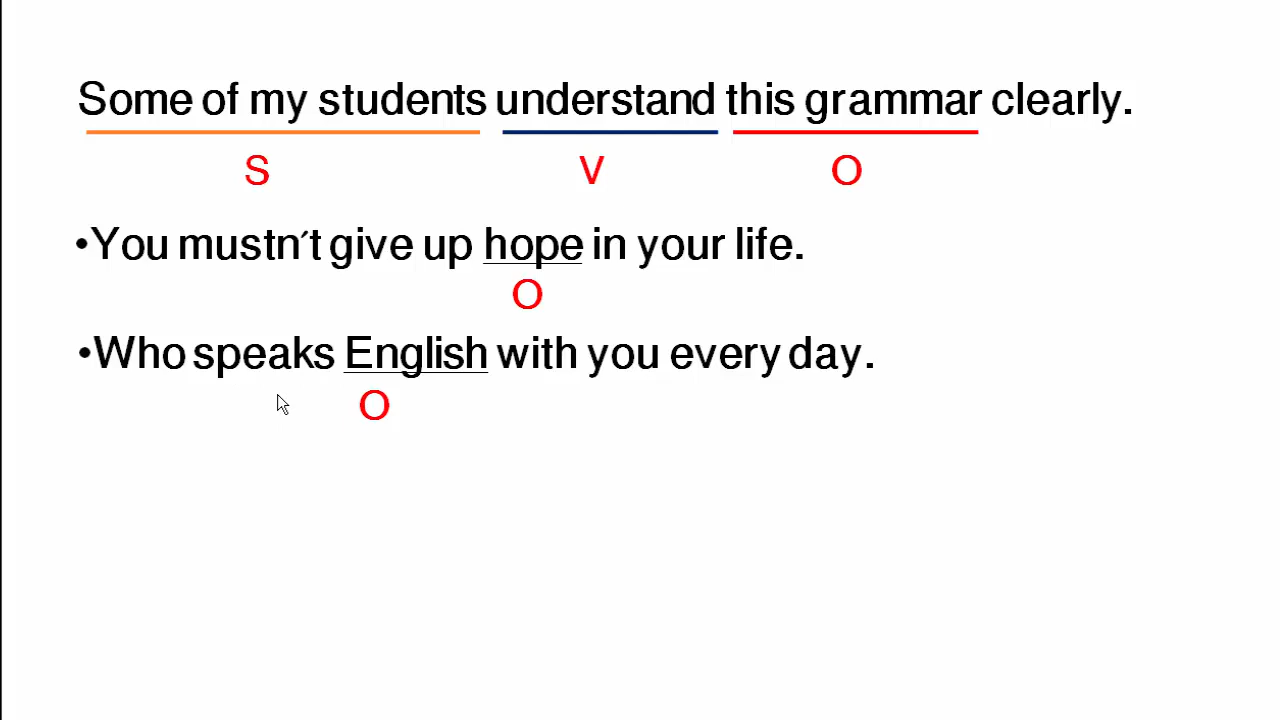 Some of my students understand this grammar clearly.
S V O
•You mustn´t give up hope in your life.
O
•Who speaks English with you every day.
O